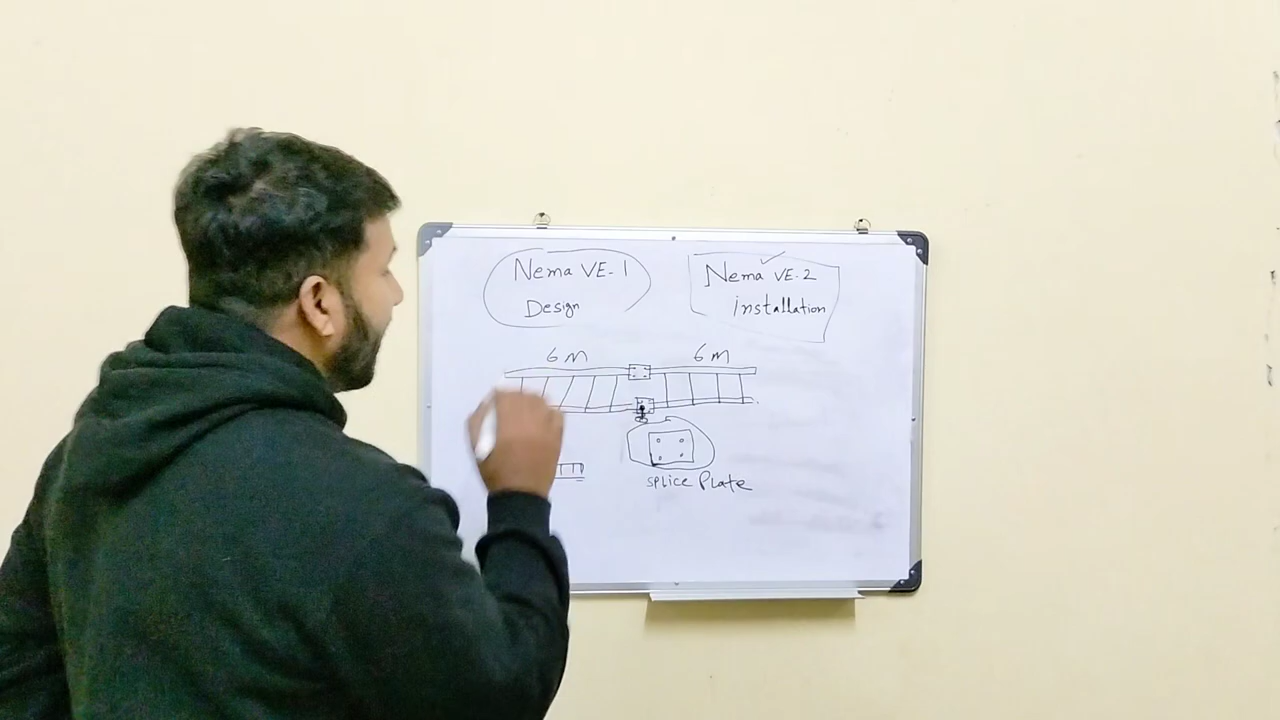 Nema VE-1
Design
Nema VE-2
installation
6 M
6 M
splice Plate